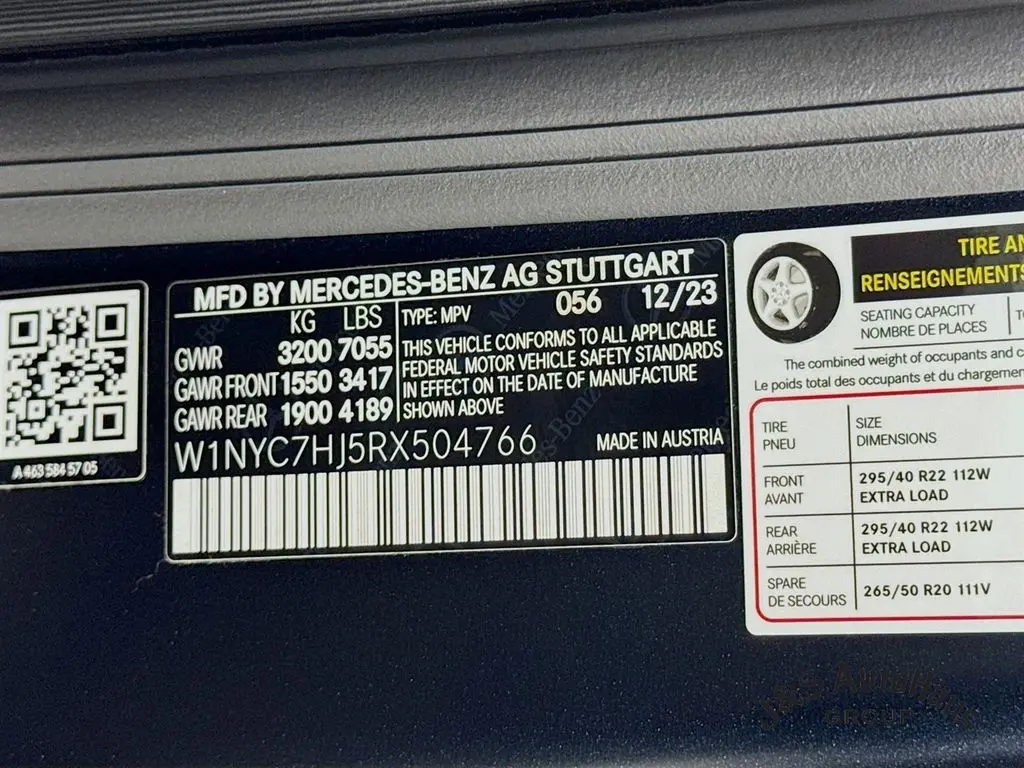 MFD BY MERCEDES-BENZ AG STUTTGART
KG LBS
GVWR 3200 7055
GAWR FRONT 1550 3417
GAWR REAR 1900 4189
TYPE: MPV 056 12/23
THIS VEHICLE CONFORMS TO ALL APPLICABLE
FEDERAL MOTOR VEHICLE SAFETY STANDARDS
IN EFFECT ON THE DATE OF MANUFACTURE
SHOWN ABOVE
W1NYC7HJ5RX504766 MADE IN AUSTRIA
A 463 584 57 05
TIRE AN
RENSEIGNEMENTS
SEATING CAPACITY
NOMBRE DE PLACES
The combined weight of occupants and c
Le poids total des occupants et du chargemen
TIRE SIZE
PNEU DIMENSIONS
FRONT 295/40 R22 112W
AVANT EXTRA LOAD
REAR 295/40 R22 112W
ARRIÈRE EXTRA LOAD
SPARE 265/50 R20 111V
DE SECOURS
GROUP